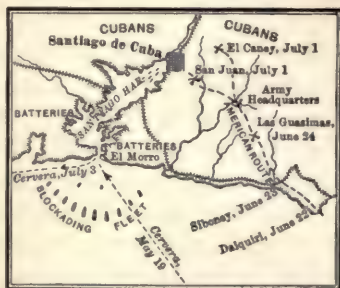 CUBANS
CUBANS
Santiago de Cuba
El Caney, July 1
San Juan, July 1
Army
Headquarters
BATTERIES
SANTIAGO HAR.
Las Guasimas,
June 24
AMERICAN ROUTE
BATTERIES
El Morro
Cervera, July 3
BLOCKADING FLEET
Siboney, June 23
Daiquiri, June 22
Cervera,
May 19